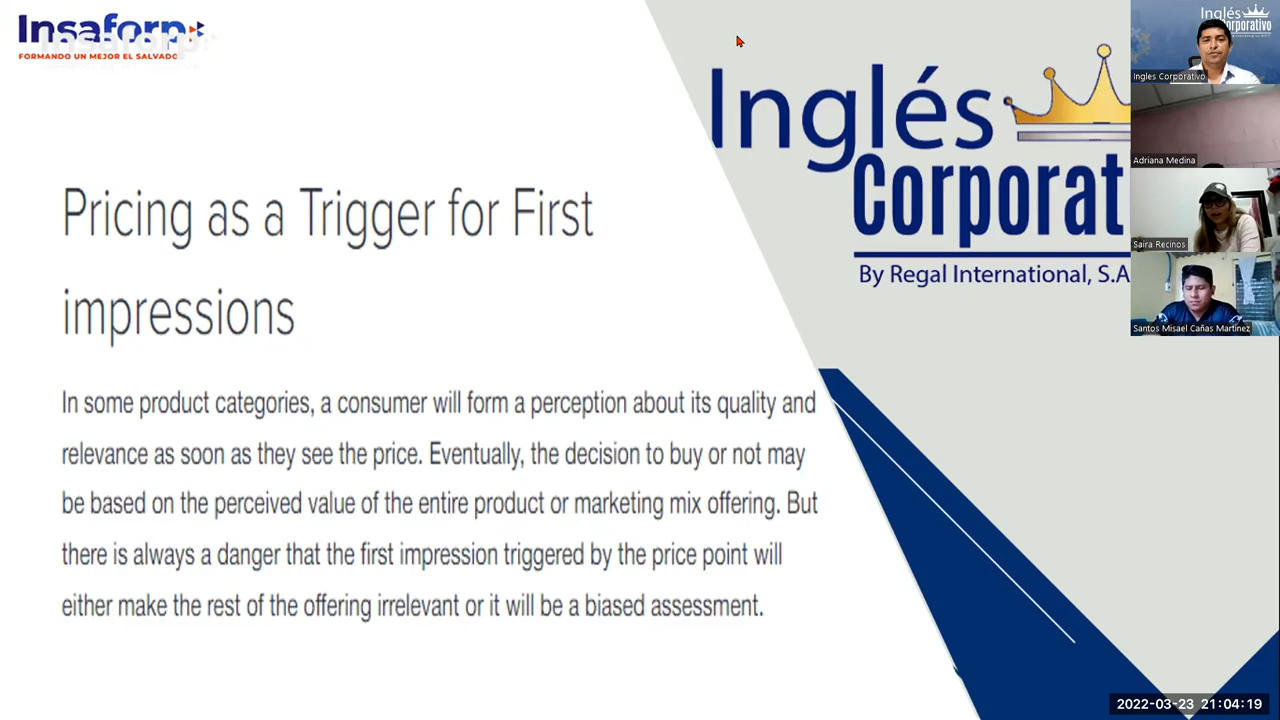 Insaforp
FORMANDO UN MEJOR EL SALVADO
Pricing as a Trigger for First
impressions
In some product categories, a consumer will form a perception about its quality and
relevance as soon as they see the price. Eventually, the decision to buy or not may
be based on the perceived value of the entire product or marketing mix offering. But
there is always a danger that the first impression triggered by the price point will
either make the rest of the offering irrelevant or it will be a biased assessment.
Inglés
Corporat
By Regal International, S.A
Inglés
Corporativo
Ingles Corporativo
Adriana Medina
Saira Recinos
Santos Misael Cañas Martinez
2022-03-23 21:04:19